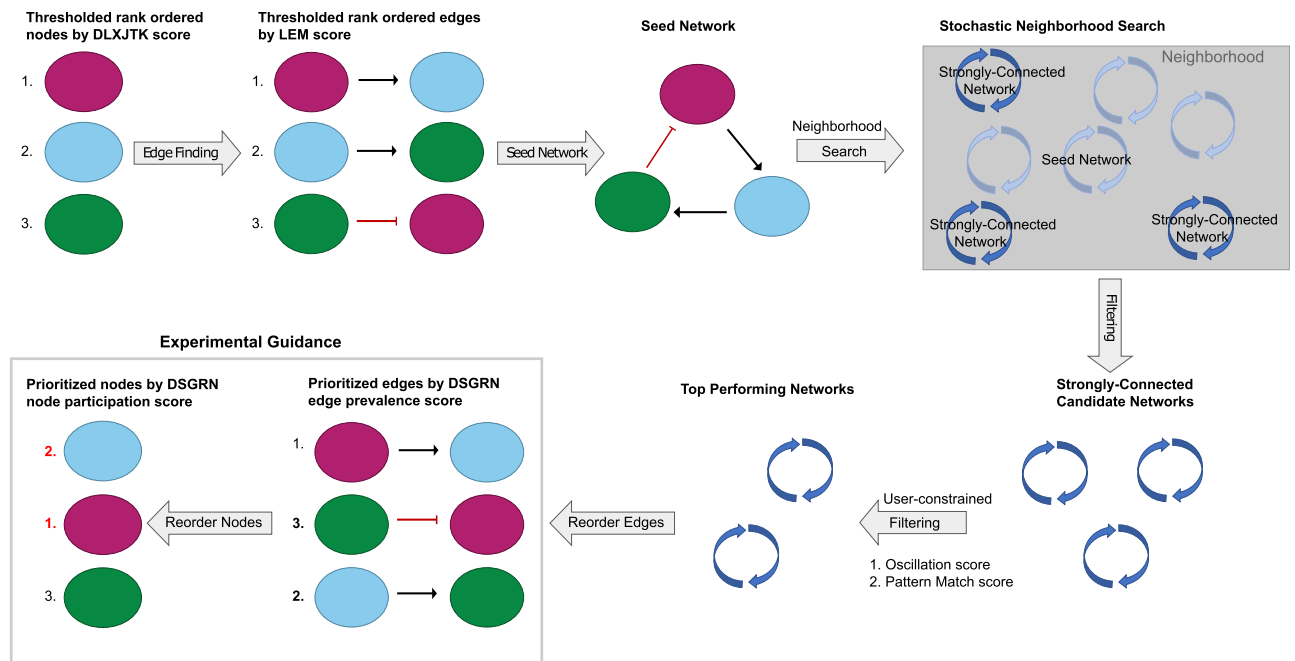 Thresholded rank ordered
nodes by DLXJTK score
1.
2.
3.
Edge Finding
Thresholded rank ordered edges
by LEM score
1.
2.
3.
Seed Network
Seed Network
Neighborhood
Search
Stochastic Neighborhood Search
Neighborhood
Strongly-Connected
Network
Seed Network
Strongly-Connected
Network
Strongly-Connected
Network
Filtering
Strongly-Connected
Candidate Networks
User-constrained
Filtering
1. Oscillation score
2. Pattern Match score
Top Performing Networks
Reorder Edges
Experimental Guidance
Prioritized edges by DSGRN
edge prevalence score
1.
3.
2.
Reorder Nodes
Prioritized nodes by DSGRN
node participation score
2.
1.
3.